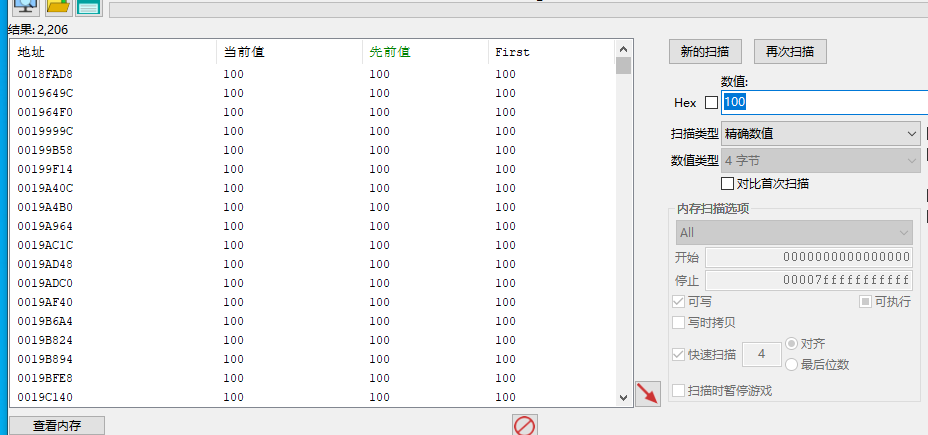 结果: 2,206
地址 当前值 先前值 First
0018FAD8 100 100 100
0019649C 100 100 100
001964F0 100 100 100
0019999C 100 100 100
00199B58 100 100 100
00199F14 100 100 100
0019A40C 100 100 100
0019A4B0 100 100 100
0019A964 100 100 100
0019AC1C 100 100 100
0019AD48 100 100 100
0019ADC0 100 100 100
0019AF40 100 100 100
0019B6A4 100 100 100
0019B824 100 100 100
0019B894 100 100 100
0019BFE8 100 100 100
0019C140 100 100 100
查看内存
新的扫描 再次扫描
数值:
Hex 100
扫描类型 精确数值
数值类型 4 字节
对比首次扫描
内存扫描选项
All
开始 0000000000000000
停止 00007fffffffffff
可写 可执行
写时拷贝
快速扫描 4 对齐
最后位数
扫描时暂停游戏